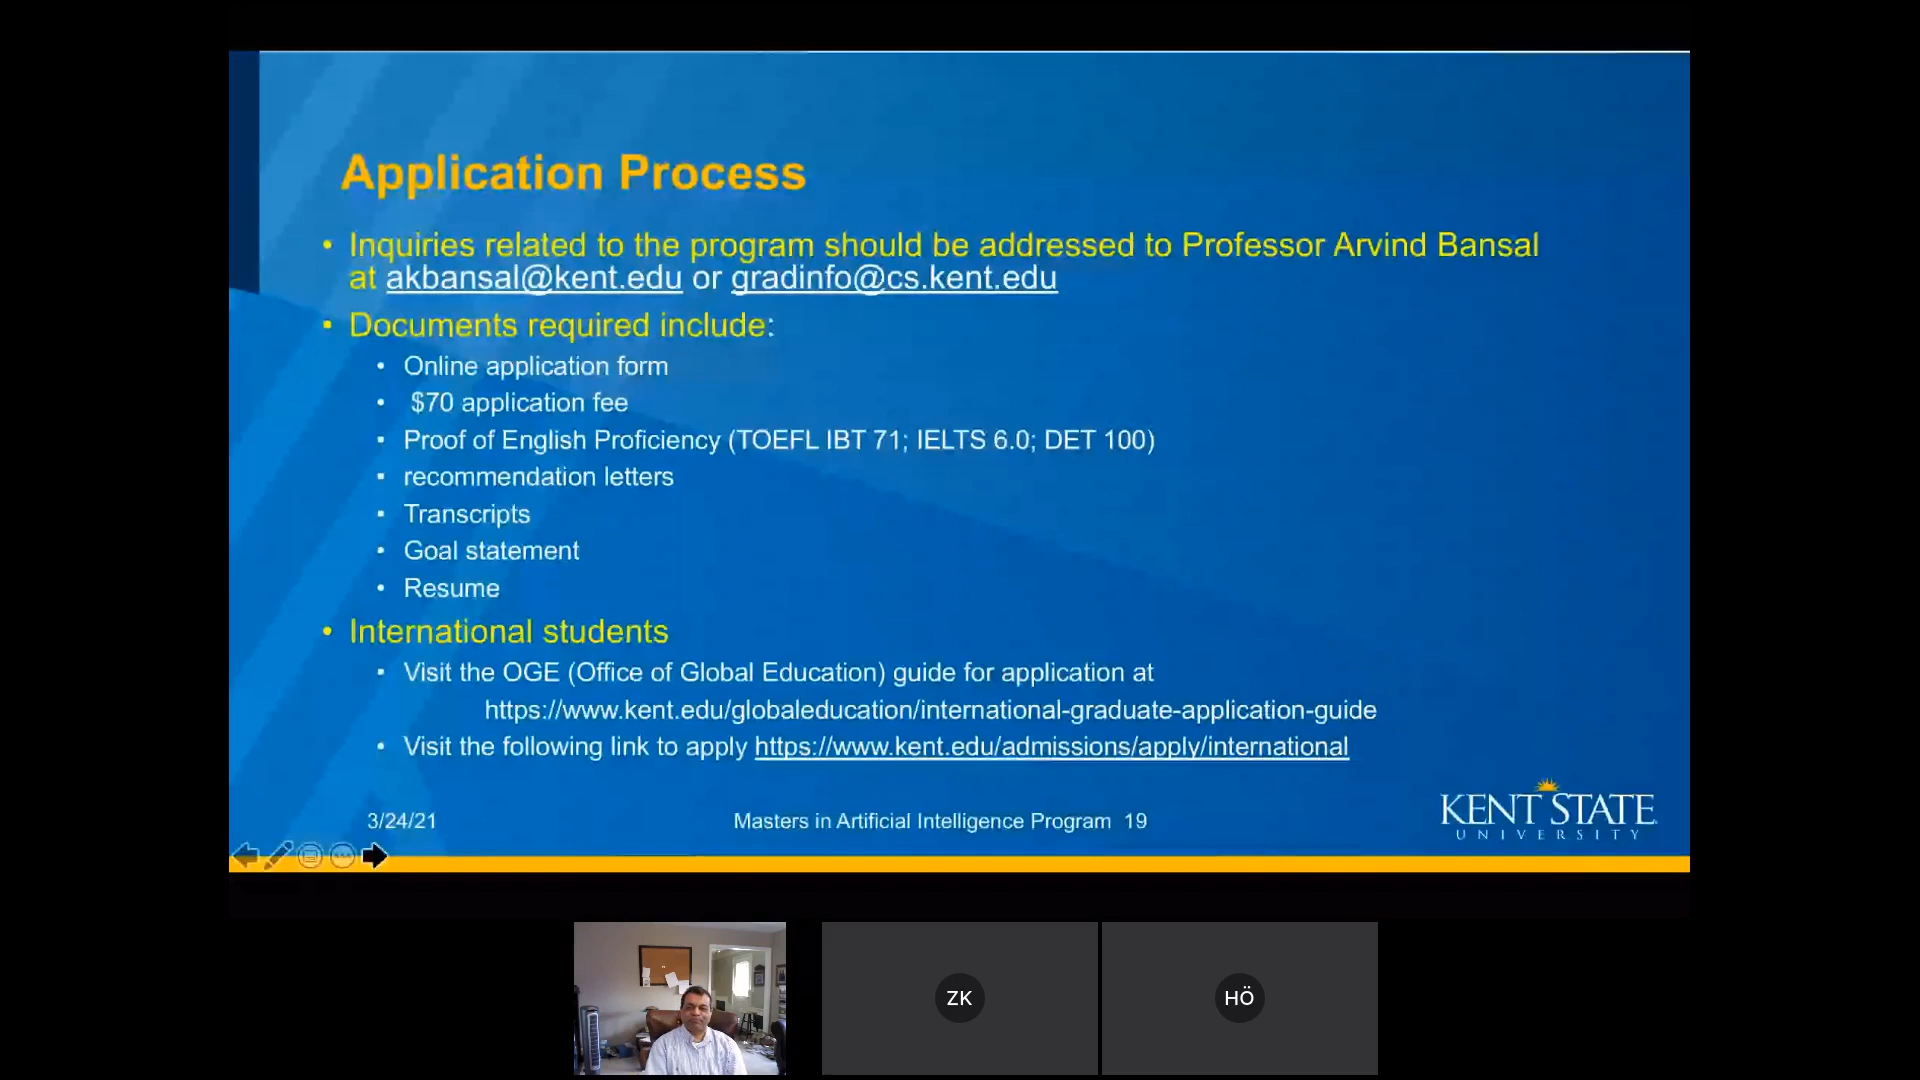 Application Process
• Inquiries related to the program should be addressed to Professor Arvind Bansal
at akbansal@kent.edu or gradinfo@cs.kent.edu
• Documents required include:
• Online application form
• $70 application fee
• Proof of English Proficiency (TOEFL IBT 71; IELTS 6.0; DET 100)
• recommendation letters
• Transcripts
• Goal statement
• Resume
• International students
• Visit the OGE (Office of Global Education) guide for application at
https://www.kent.edu/globaleducation/international-graduate-application-guide
• Visit the following link to apply https://www.kent.edu/admissions/apply/international
3/24/21
Masters in Artificial Intelligence Program 19
KENT STATE
UNIVERSITY
ZK
HÖ